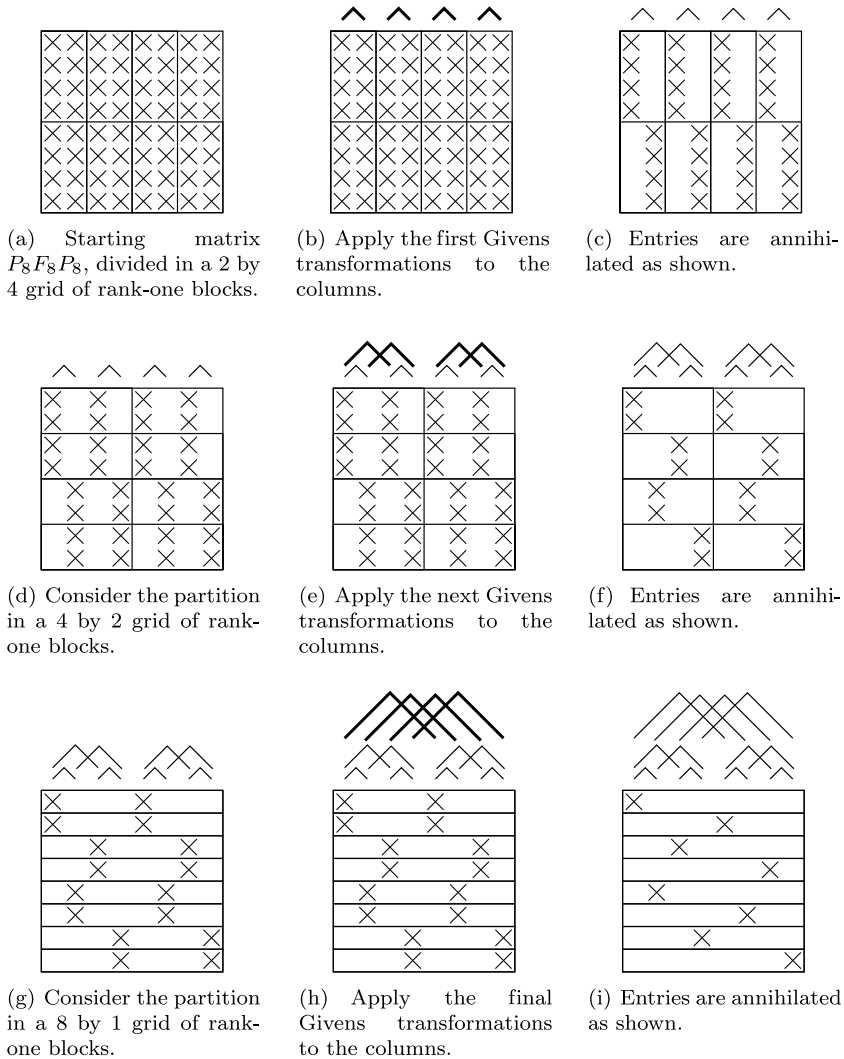 (a) Starting matrix
P₈F₈P₈, divided in a 2 by
4 grid of rank-one blocks.
(b) Apply the first Givens
transformations to the
columns.
(c) Entries are annihi-
lated as shown.
(d) Consider the partition
in a 4 by 2 grid of rank-
one blocks.
(e) Apply the next Givens
transformations to the
columns.
(f) Entries are annihi-
lated as shown.
(g) Consider the partition
in a 8 by 1 grid of rank-
one blocks.
(h) Apply the final
Givens transformations
to the columns.
(i) Entries are annihilated
as shown.